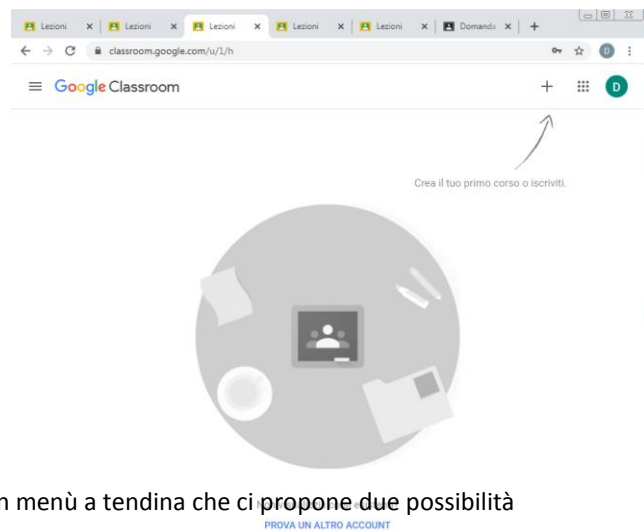 Lezioni Lezioni Lezioni Lezioni Lezioni Domanda
classroom.google.com/u/1/h D
Google Classroom D
Crea il tuo primo corso o iscriviti.
n menù a tendina che ci propone due possibilità
PROVA UN ALTRO ACCOUNT